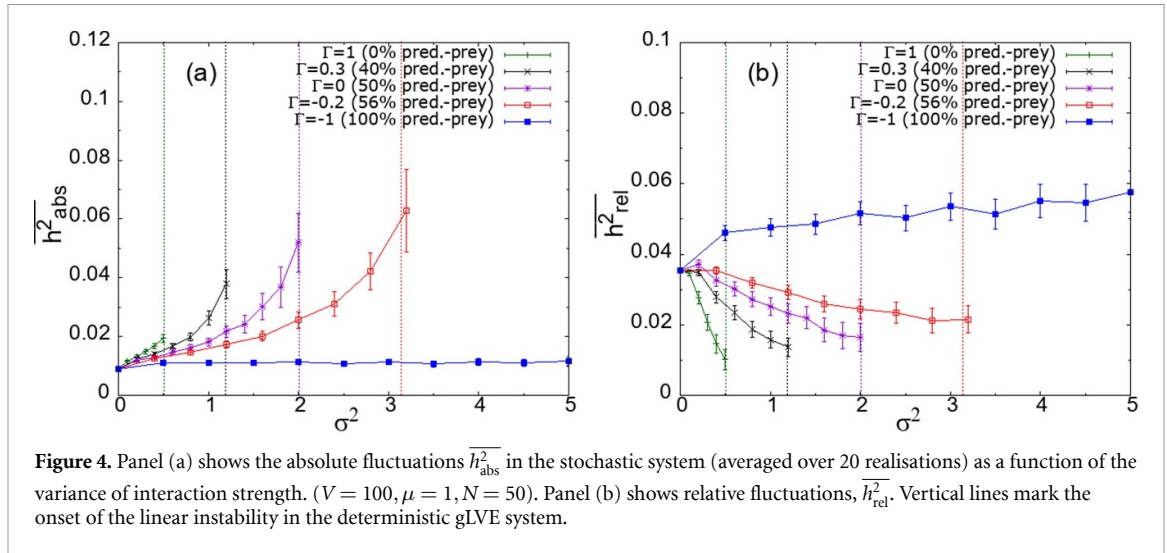 0.12
0.1
0.08
0.06
0.04
0.02
0
h²abs
(a)
Γ=1 (0% pred.-prey)
Γ=0.3 (40% pred.-prey)
Γ=0 (50% pred.-prey)
Γ=-0.2 (56% pred.-prey)
Γ=-1 (100% pred.-prey)
0 1 2 3 4 5
σ²
0.1
0.08
0.06
0.04
0.02
0
h²rel
(b)
Γ=1 (0% pred.-prey)
Γ=0.3 (40% pred.-prey)
Γ=0 (50% pred.-prey)
Γ=-0.2 (56% pred.-prey)
Γ=-1 (100% pred.-prey)
0 1 2 3 4 5
σ²
Figure 4. Panel (a) shows the absolute fluctuations h²abs in the stochastic system (averaged over 20 realisations) as a function of the
variance of interaction strength. (V = 100, μ = 1, N = 50). Panel (b) shows relative fluctuations, h²rel. Vertical lines mark the
onset of the linear instability in the deterministic gLVE system.